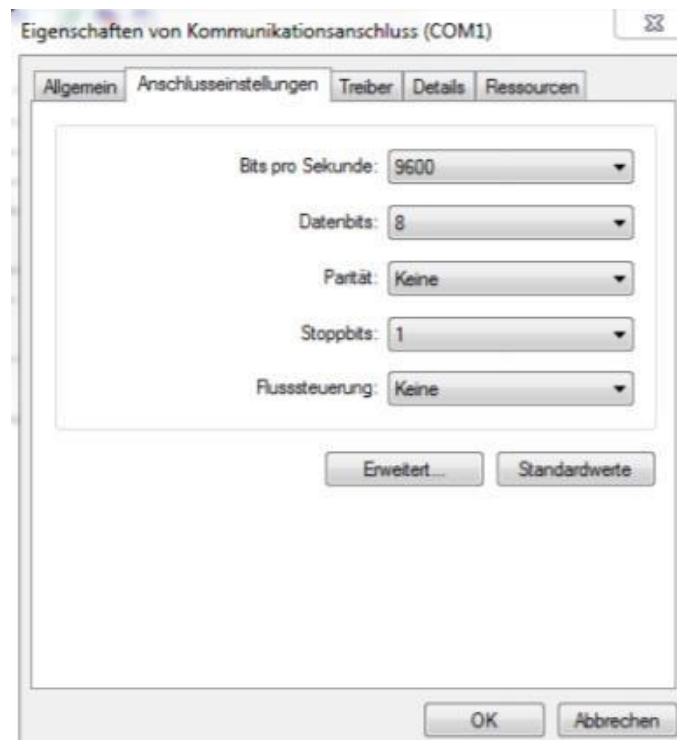 Eigenschaften von Kommunikationsanschluss (COM1)
Allgemein Anschlusseinstellungen Treiber Details Ressourcen
Bits pro Sekunde: 9600
Datenbits: 8
Parität: Keine
Stoppbits: 1
Flusssteuerung: Keine
Erweitert... Standardwerte
OK Abbrechen